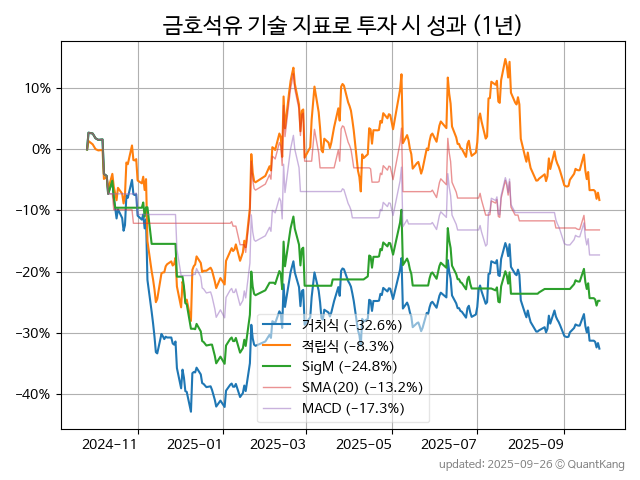 금호석유 기술 지표로 투자 시 성과 (1년)
10%
0%
−10%
−20%
−30%
−40%
거치식 (−32.6%)
적립식 (−8.3%)
SigM (−24.8%)
SMA(20) (−13.2%)
MACD (−17.3%)
2024-11
2025-01
2025-03
2025-05
2025-07
2025-09
updated: 2025-09-26 © QuantKang